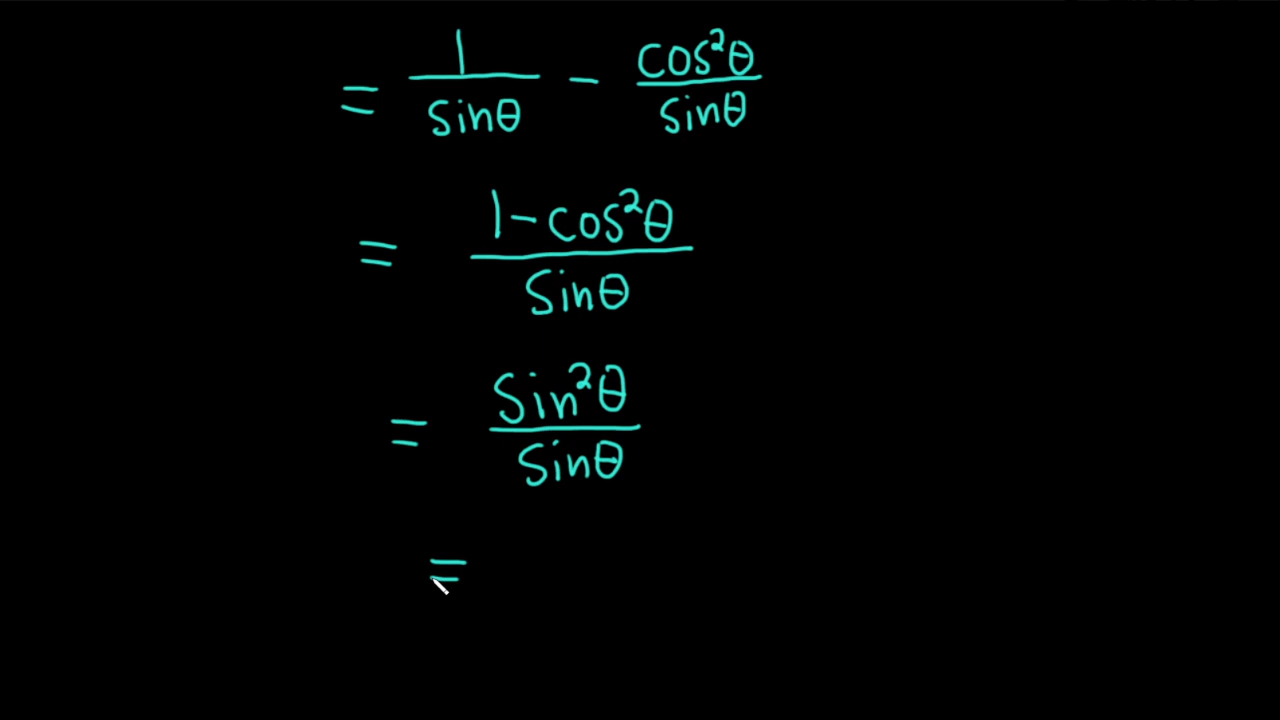 = 1/sinθ - cos²θ/sinθ
= 1-cos²θ/sinθ
= sin²θ/sinθ
=